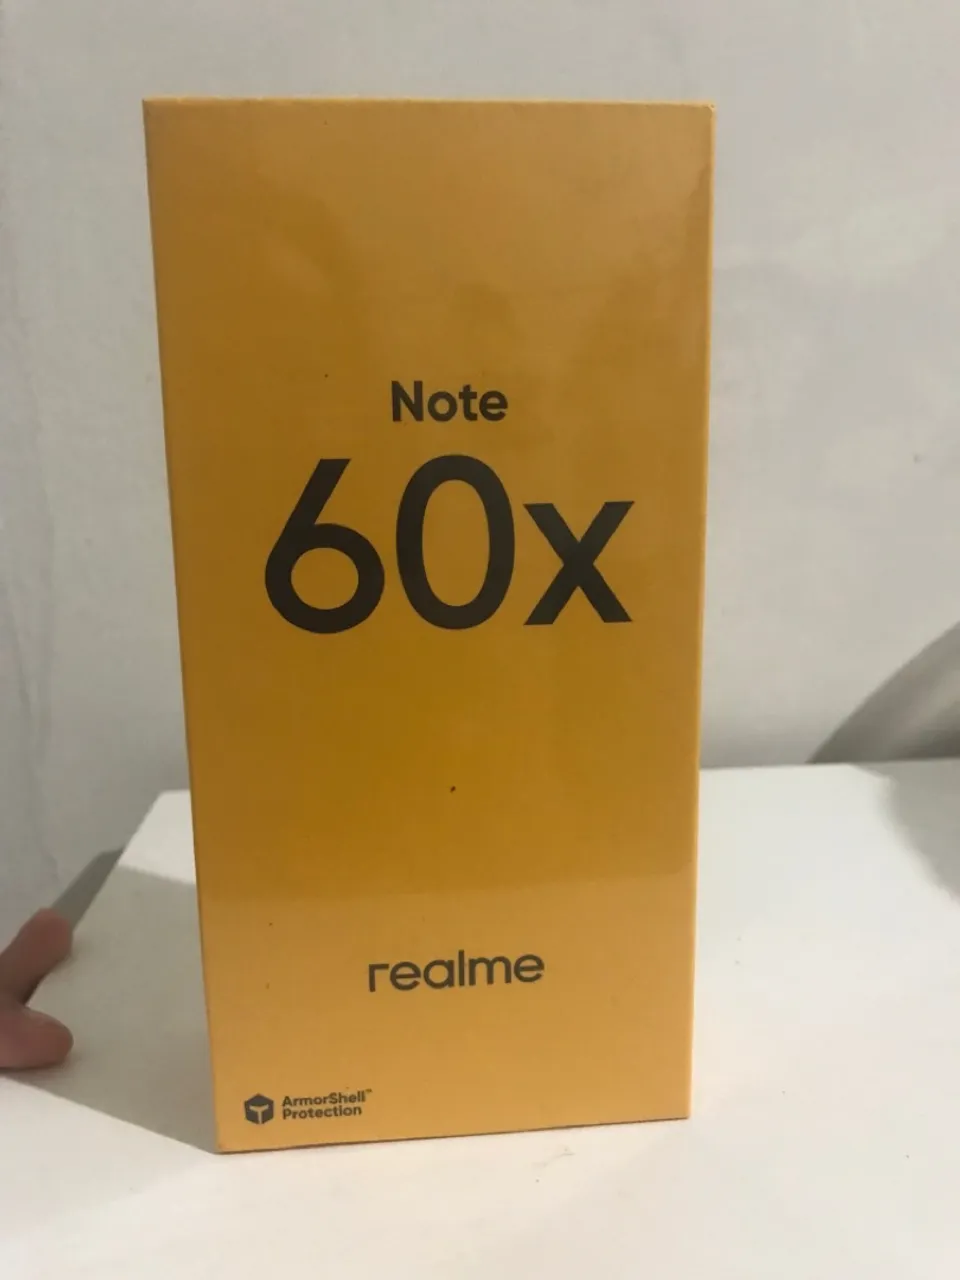 Note
60x
realme
ArmorShell™
Protection